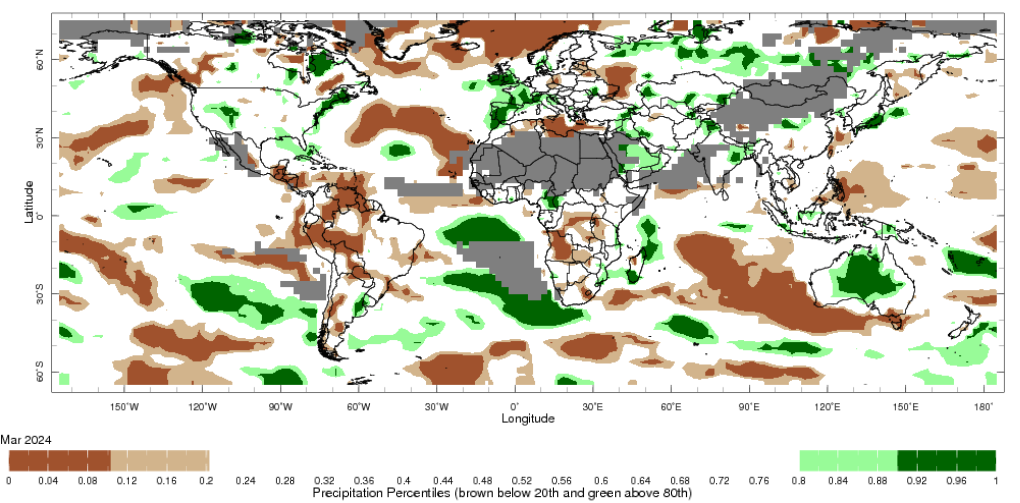 60°N
30°N
0°
30°S
60°S
Latitude
150°W 120°W 90°W 60°W 30°W 0° 30°E 60°E 90°E 120°E 150°E 180°
Longitude
Mar 2024
0 0.04 0.08 0.12 0.16 0.2 0.24 0.28 0.32 0.36 0.4 0.44 0.48 0.52 0.56 0.6 0.64 0.68 0.72 0.76 0.8 0.84 0.88 0.92 0.96 1
Precipitation Percentiles (brown below 20th and green above 80th)